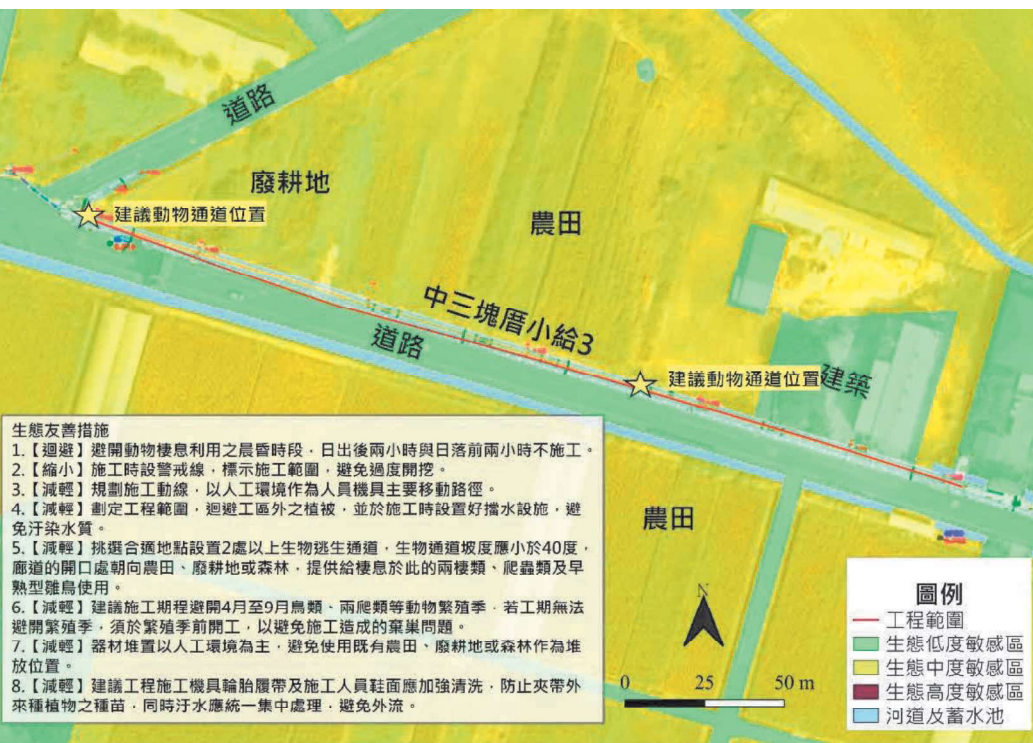 道路
廢耕地
建議動物通道位置
農田
中三塊厝小給3
道路
建議動物通道位置
建築
生態友善措施
1.【迴避】避開動物棲息利用之晨昏時段，日出後兩小時與日落前兩小時不施工。
2.【縮小】施工時設警戒線，標示施工範圍，避免過度開挖。
3.【減輕】規劃施工動線，以人工環境作為人員機具主要移動路徑。
4.【減輕】劃定工程範圍，迴避工區外之植被，並於施工時設置好擋水設施，避
免汙染水質。
5.【減輕】挑選合適地點設置2處以上生物逃生通道，生物通道坡度應小於40度，
廊道的開口處朝向農田、廢耕地或森林，提供給棲息於此的兩棲類、爬蟲類及早
熟型雛鳥使用。
6.【減輕】建議施工期程避開4月至9月鳥類、兩爬類等動物繁殖季，若工期無法
避開繁殖季，須於繁殖季前開工，以避免施工造成的棄巢問題。
7.【減輕】器材堆置以人工環境為主，避免使用既有農田、廢耕地或森林作為堆
放位置。
8.【減輕】建議工程施工機具輪胎履帶及施工人員鞋面應加強清洗，防止夾帶外
來種植物之種苗，同時汙水應統一集中處理，避免外流。
農田
N
0 25 50 m
圖例
工程範圍
生態低度敏感區
生態中度敏感區
生態高度敏感區
河道及蓄水池